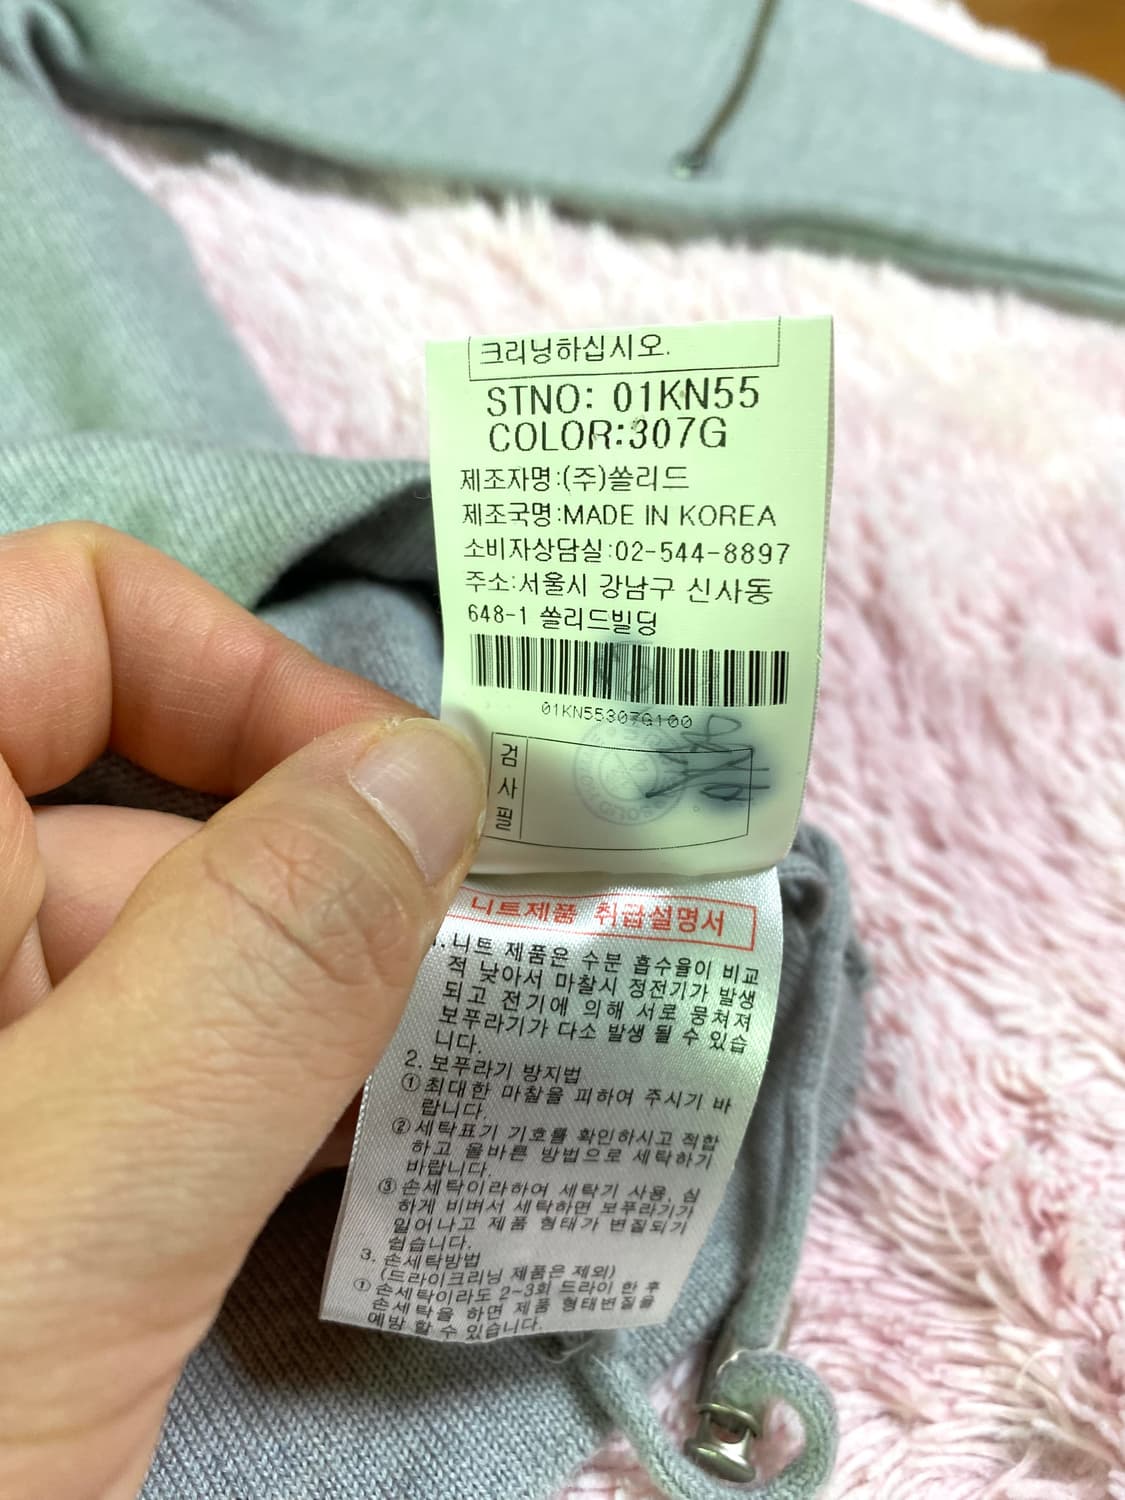 크리닝하십시오.
STNO: 01KN55
COLOR:307G
제조자명:(주)쏠리드
제조국명:MADE IN KOREA
소비자상담실:02-544-8897
주소:서울시 강남구 신사동
648-1 쏠리드빌딩
01KN55307G100
검
사
필
니트제품 취급설명서
1.니트 제품은 수분 흡수율이 비교
적 낮아서 마찰시 정전기가 발생
되고 전기에 의해 서로 뭉쳐져
보푸라기가 다소 발생 될 수 있습
니다.
2. 보푸라기 방지법
①최대한 마찰을 피하여 주시기 바
랍니다.
②세탁표기 기호를 확인하시고 적합
하고 올바른 방법으로 세탁하기
바랍니다.
③손세탁이라하여 세탁기 사용, 심
하게 비벼서 세탁하면 보푸라기가
일어나고 제품 형태가 변질되기
쉽습니다.
3. 손세탁방법
(드라이크리닝 제품은 제외)
① 손세탁이라도 2~3회 드라이 한 후
손세탁을 하면 제품 형태변질을
예방 할 수 있습니다.